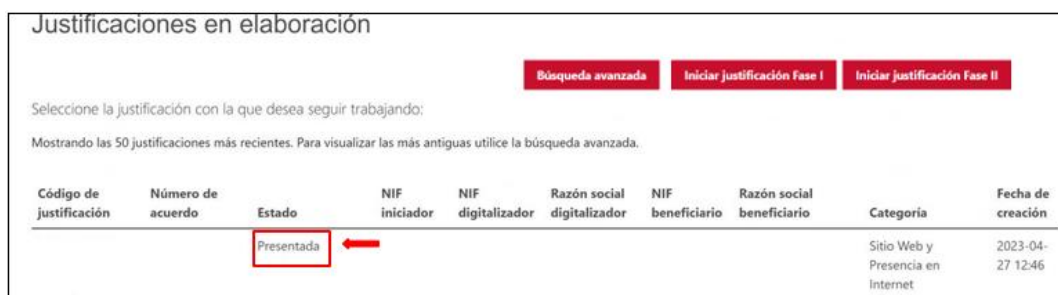 Justificaciones en elaboración
Búsqueda avanzada Iniciar justificación Fase I Iniciar justificación Fase II
Seleccione la justificación con la que desea seguir trabajando:
Mostrando las 50 justificaciones más recientes. Para visualizar las más antiguas utilice la búsqueda avanzada.
Código de Número de NIF NIF Razón social NIF Razón social Fecha de
justificación acuerdo Estado iniciador digitalizador digitalizador beneficiario beneficiario Categoría creación
Presentada Sitio Web y 2023-04-
Presencia en 27 12:46
Internet